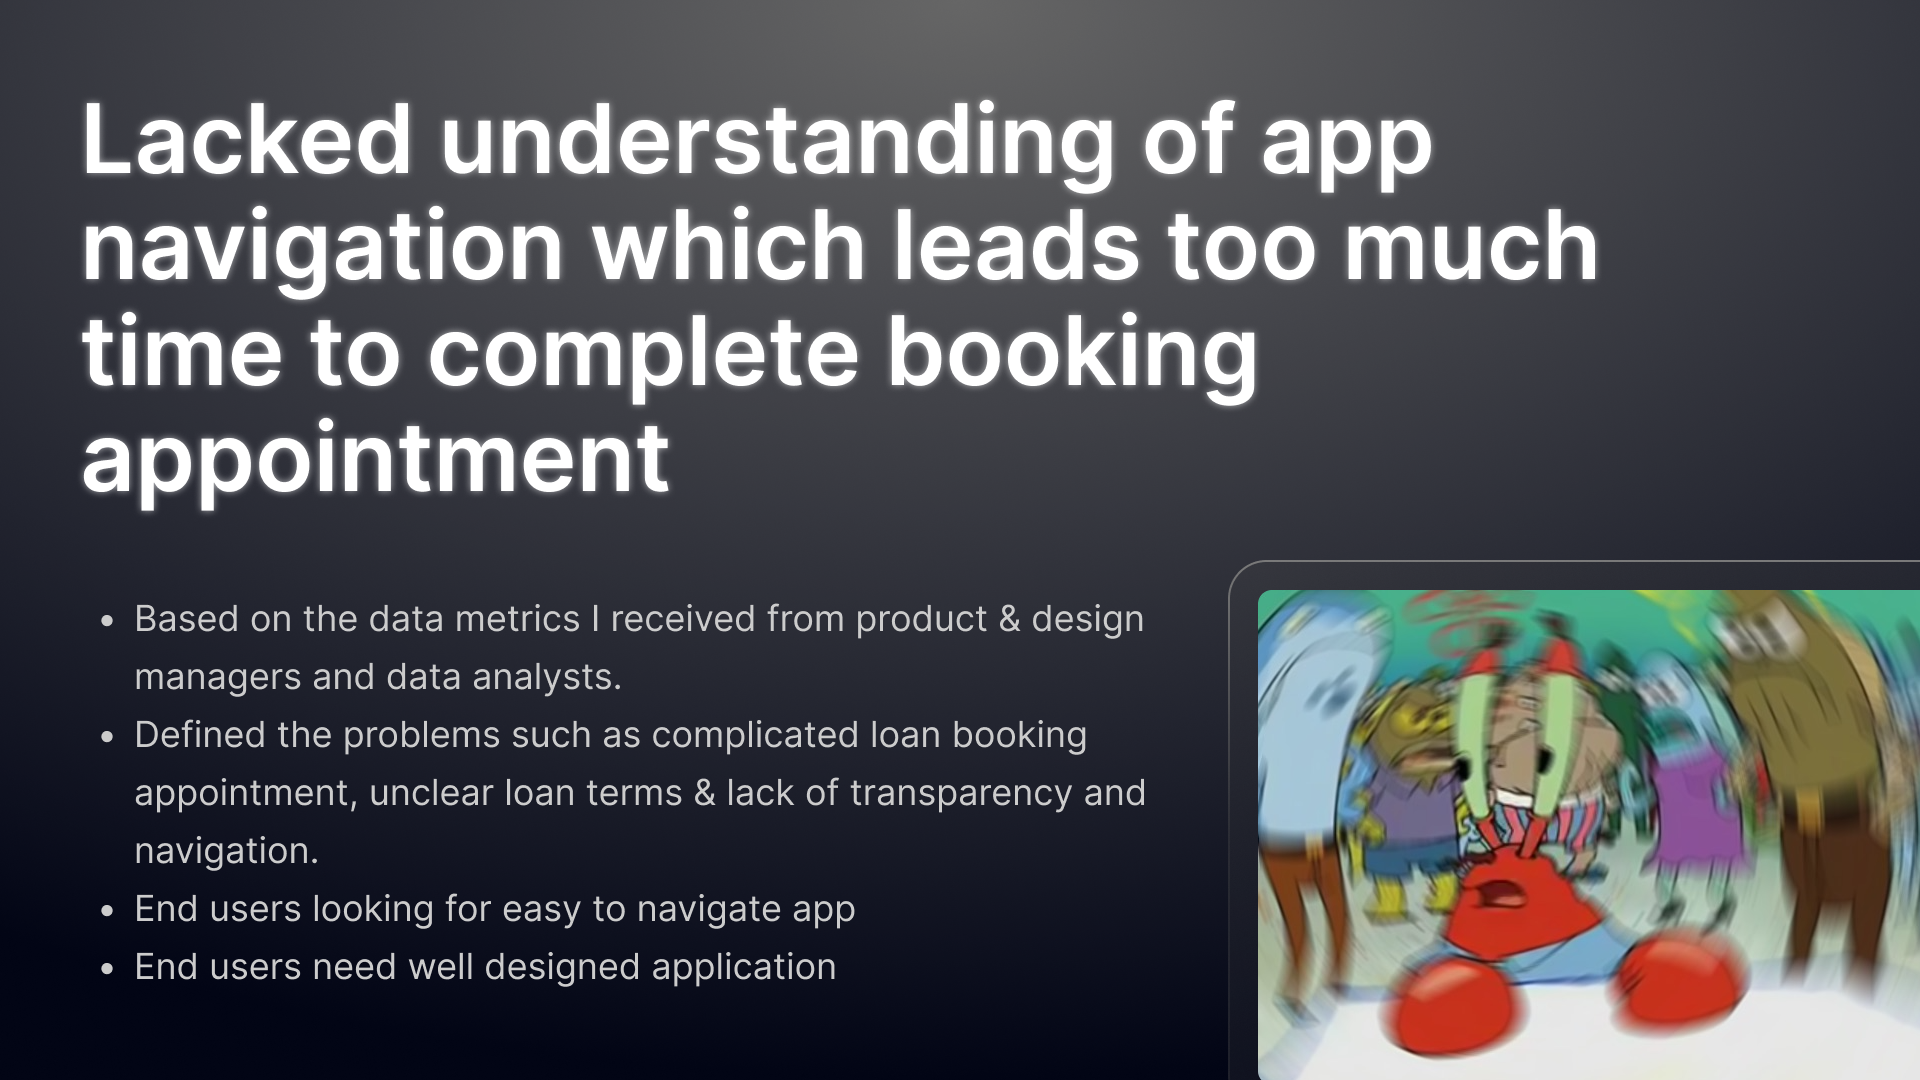 Lacked understanding of app
navigation which leads too much
time to complete booking
appointment
• Based on the data metrics I received from product & design
managers and data analysts.
• Defined the problems such as complicated loan booking
appointment, unclear loan terms & lack of transparency and
navigation.
• End users looking for easy to navigate app
• End users need well designed application